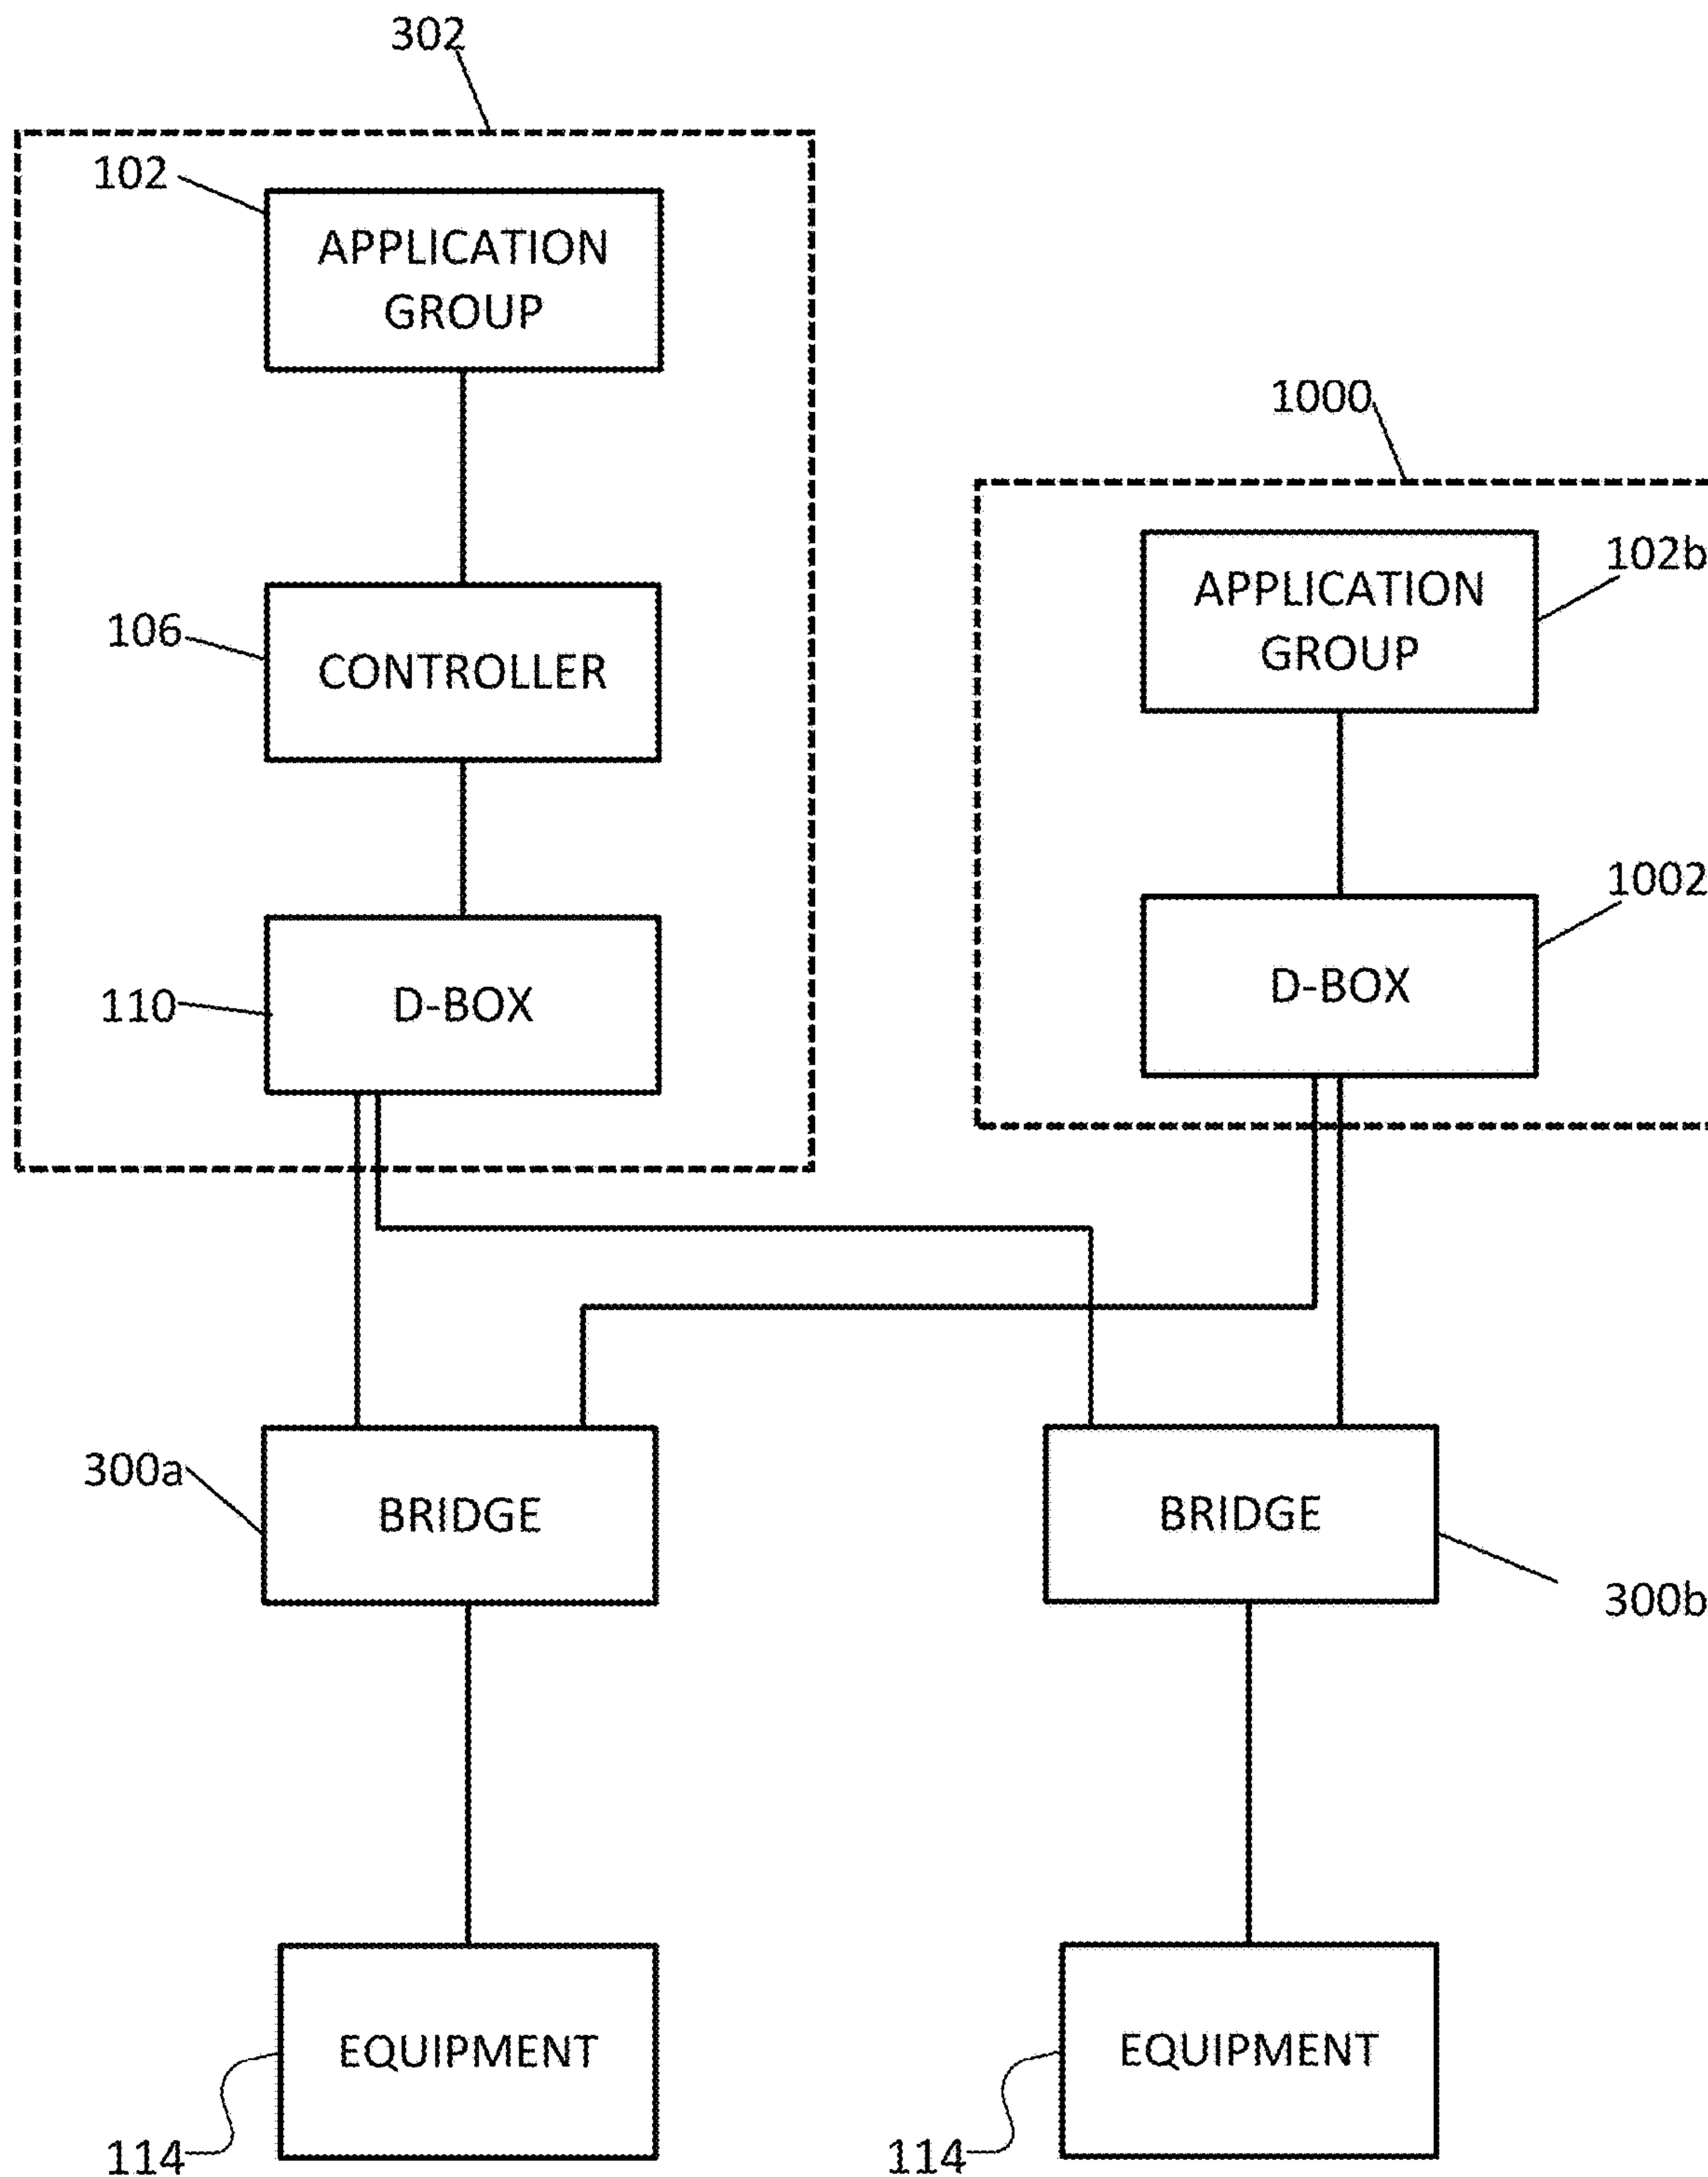 302
102
APPLICATION
GROUP
1000
102b
APPLICATION
GROUP
106
CONTROLLER
1002
D-BOX
110
D-BOX
300a
BRIDGE
BRIDGE
300b
EQUIPMENT
EQUIPMENT
114
114